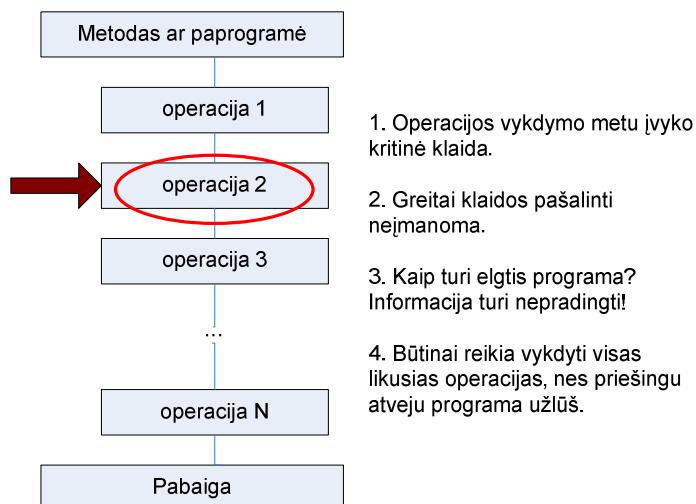 Metodas ar paprogramė
operacija 1
operacija 2
operacija 3
...
operacija N
Pabaiga
1. Operacijos vykdymo metu įvyko
kritinė klaida.
2. Greitai klaidos pašalinti
neįmanoma.
3. Kaip turi elgtis programa?
Informacija turi nepradingti!
4. Būtinai reikia vykdyti visas
likusias operacijas, nes priešingu
atveju programa užlūš.